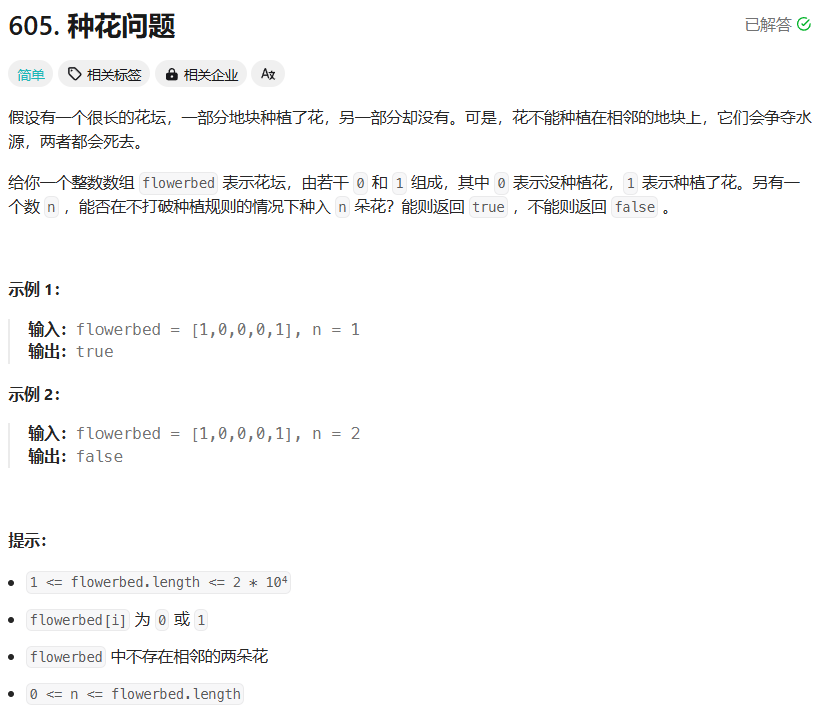 605. 种花问题
已解答
简单 相关标签 相关企业 Az
假设有一个很长的花坛，一部分地块种植了花，另一部分却没有。可是，花不能种植在相邻的地块上，它们会争夺水
源，两者都会死去。
给你一个整数数组 flowerbed 表示花坛，由若干 0 和 1 组成，其中 0 表示没种植花，1 表示种植了花。另有一
个数 n ，能否在不打破种植规则的情况下种入 n 朵花？能则返回 true ，不能则返回 false 。
示例 1：
输入：flowerbed = [1,0,0,0,1], n = 1
输出：true
示例 2：
输入：flowerbed = [1,0,0,0,1], n = 2
输出：false
提示：
1 <= flowerbed.length <= 2 * 10⁴
flowerbed[i] 为 0 或 1
flowerbed 中不存在相邻的两朵花
0 <= n <= flowerbed.length